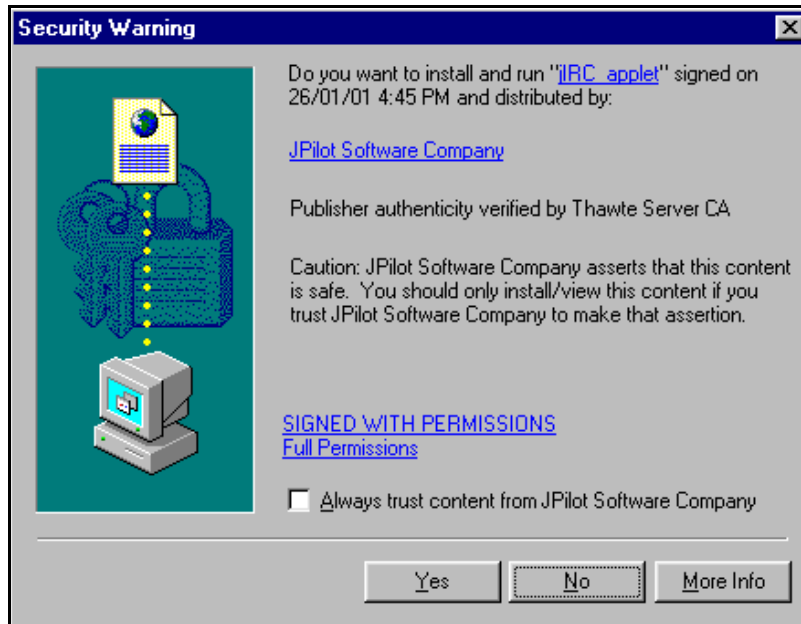 Security Warning
Do you want to install and run "jIRC applet" signed on
26/01/01 4:45 PM and distributed by:
JPilot Software Company
Publisher authenticity verified by Thawte Server CA
Caution: JPilot Software Company asserts that this content
is safe. You should only install/view this content if you
trust JPilot Software Company to make that assertion.
SIGNED WITH PERMISSIONS
Full Permissions
Always trust content from JPilot Software Company
Yes No More Info